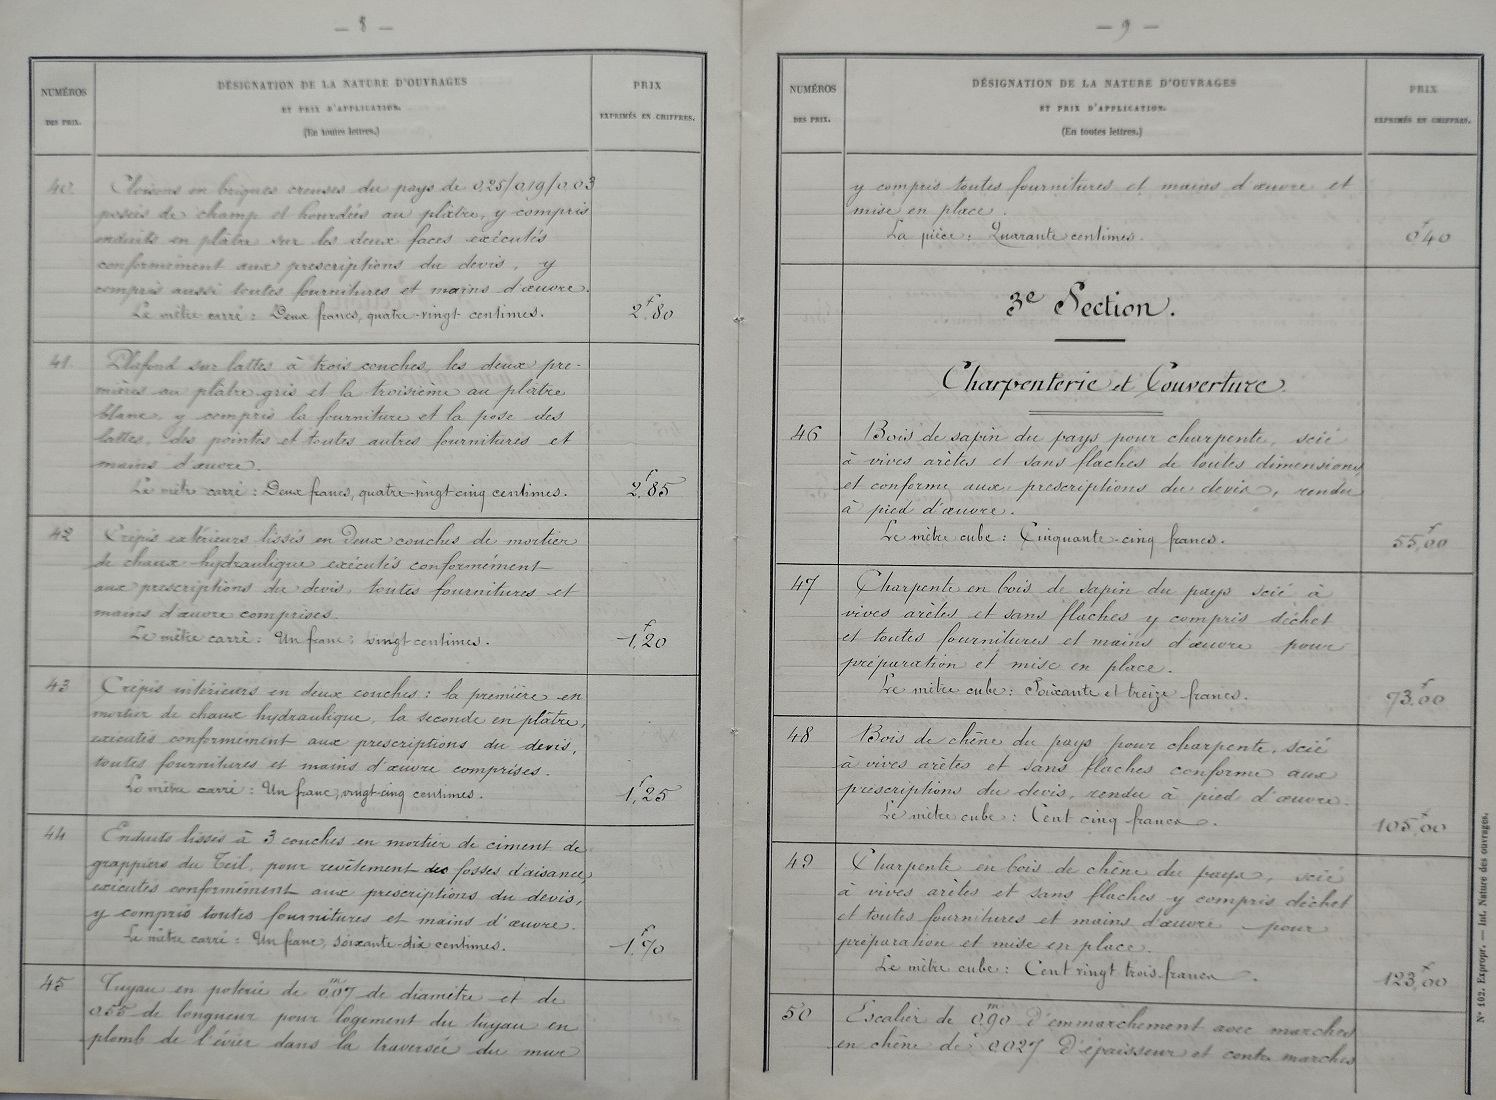 — 8 —
NUMÉROS
DES PRIX.
DÉSIGNATION DE LA NATURE D'OUVRAGES
ET PRIX D'APPLICATION.
(En toutes lettres.)
PRIX
EXPRIMÉS EN CHIFFRES.
40. Cloisons en briques creuses du pays de 0,25/0,19/0,03
posées de champ et hourdées au plâtre, y compris
enduits en plâtre sur les deux faces exécutés
conformément aux prescriptions du devis, y
compris aussi toutes fournitures et mains d'œuvre.
Le mètre carré : Deux francs, quatre-vingt centimes. 2f,80
41. Plafond sur lattes à trois couches, les deux pre-
mières au plâtre gris et la troisième au plâtre
blanc, y compris la fourniture et la pose des
lattes, des pointes et toutes autres fournitures et
mains d'œuvre.
Le mètre carré : Deux francs, quatre-vingt-cinq centimes. 2f,85
42 Crépis extérieurs lissés en deux couches de mortier
de chaux hydraulique exécutés conformément
aux prescriptions du devis, toutes fournitures et
mains d'œuvre comprises.
Le mètre carré : Un franc, vingt centimes. 1f,20
43 Crépis intérieurs en deux couches : la première en
mortier de chaux hydraulique, la seconde en plâtre,
exécutés conformément aux prescriptions du devis,
toutes fournitures et mains d'œuvre comprises.
Le mètre carré : Un franc, vingt-cinq centimes. 1f,25
44 Enduits lissés à 3 couches en mortier de ciment de
grappiers du Teil, pour revêtement des fosses d'aisances,
exécutés conformément aux prescriptions du devis,
y compris toutes fournitures et mains d'œuvre.
Le mètre carré : Un franc, soixante-dix centimes. 1f,70
45 Tuyau en poterie de 0m,07 de diamètre et de
0,55 de longueur pour logement du tuyau en
plomb de l'évier dans la traversée du mur
— 9 —
NUMÉROS
DES PRIX.
DÉSIGNATION DE LA NATURE D'OUVRAGES
ET PRIX D'APPLICATION.
(En toutes lettres.)
PRIX
EXPRIMÉS EN CHIFFRES.
y compris toutes fournitures et mains d'œuvre et
mise en place.
La pièce : Quarante centimes. 0f40
3e Section.
Charpenterie et Couverture.
46 Bois de sapin du pays pour charpente, scié
à vives arêtes et sans flaches de toutes dimensions
et conforme aux prescriptions du devis, rendu
à pied d'œuvre.
Le mètre cube : Cinquante-cinq francs. 55f,00
47 Charpente en bois de sapin du pays scié à
vives arêtes et sans flaches y compris déchet
et toutes fournitures et mains d'œuvre pour
préparation et mise en place.
Le mètre cube : Soixante et treize francs. 73f,00
48 Bois de chêne du pays pour charpente, scié
à vives arêtes et sans flaches conforme aux
prescriptions du devis, rendu à pied d'œuvre.
Le mètre cube : Cent cinq francs. 105f,00
49 Charpente en bois de chêne du pays, scié
à vives arêtes et sans flaches y compris déchet
et toutes fournitures et mains d'œuvre pour
préparation et mise en place.
Le mètre cube : Cent vingt trois francs. 123f,00
50 Escalier de 0m,90 d'emmarchement avec marches
en chêne de 0,027 d'épaisseur et contre marches
N° 102. Expropr. — Int. Nature des ouvrages.